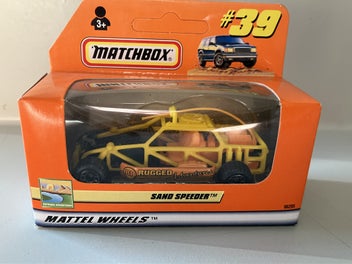 3+
#39
MATCHBOX®
RUGGED
SAND SPEEDER™
MATTEL WHEELS™